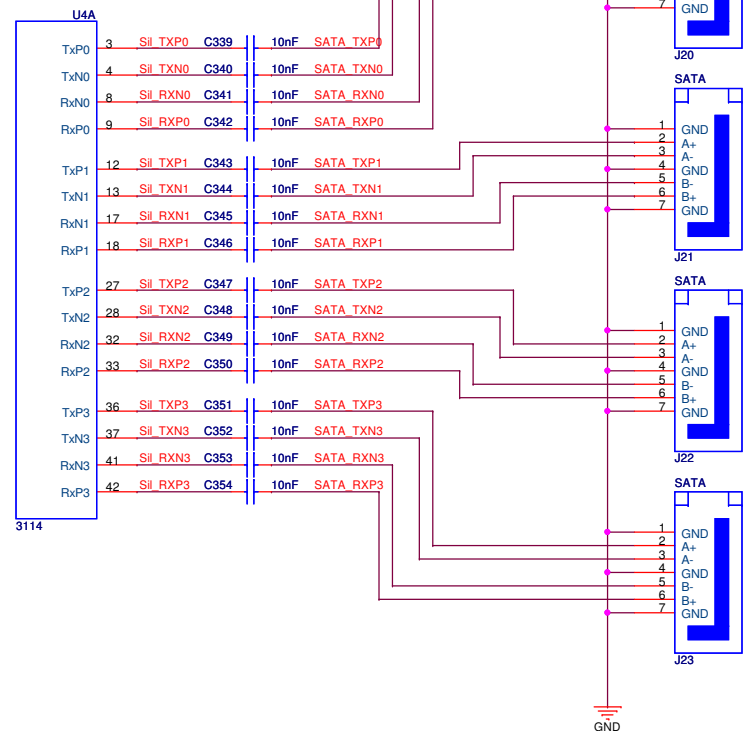 U4A
TxP0 3 Sil_TXP0 C339 10nF SATA_TXP0
TxN0 4 Sil_TXN0 C340 10nF SATA_TXN0
RxN0 8 Sil_RXN0 C341 10nF SATA_RXN0
RxP0 9 Sil_RXP0 C342 10nF SATA_RXP0
TxP1 12 Sil_TXP1 C343 10nF SATA_TXP1
TxN1 13 Sil_TXN1 C344 10nF SATA_TXN1
RxN1 17 Sil_RXN1 C345 10nF SATA_RXN1
RxP1 18 Sil_RXP1 C346 10nF SATA_RXP1
TxP2 27 Sil_TXP2 C347 10nF SATA_TXP2
TxN2 28 Sil_TXN2 C348 10nF SATA_TXN2
RxN2 32 Sil_RXN2 C349 10nF SATA_RXN2
RxP2 33 Sil_RXP2 C350 10nF SATA_RXP2
TxP3 36 Sil_TXP3 C351 10nF SATA_TXP3
TxN3 37 Sil_TXN3 C352 10nF SATA_TXN3
RxN3 41 Sil_RXN3 C353 10nF SATA_RXN3
RxP3 42 Sil_RXP3 C354 10nF SATA_RXP3
3114
7 GND
J20
SATA
1 GND
2 A+
3 A-
4 GND
5 B-
6 B+
7 GND
J21
SATA
1 GND
2 A+
3 A-
4 GND
5 B-
6 B+
7 GND
J22
SATA
1 GND
2 A+
3 A-
4 GND
5 B-
6 B+
7 GND
J23
GND